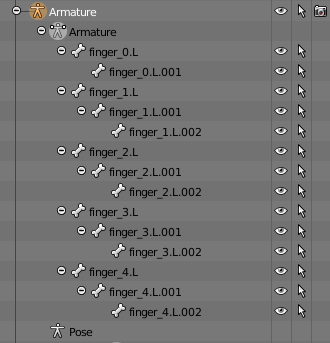 Armature
Armature
finger_0.L
finger_0.L.001
finger_1.L
finger_1.L.001
finger_1.L.002
finger_2.L
finger_2.L.001
finger_2.L.002
finger_3.L
finger_3.L.001
finger_3.L.002
finger_4.L
finger_4.L.001
finger_4.L.002
Pose